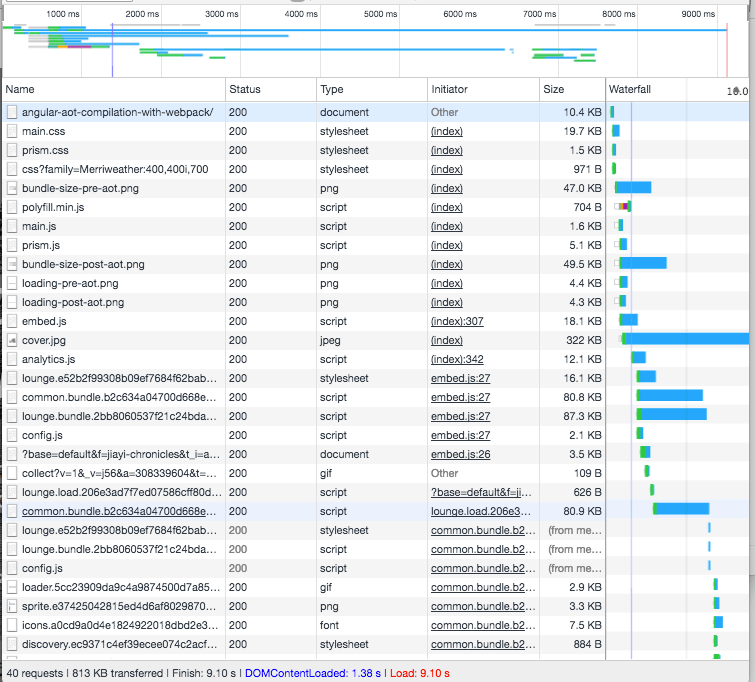 1000 ms 2000 ms 3000 ms 4000 ms 5000 ms 6000 ms 7000 ms 8000 ms 9000 ms
Name Status Type Initiator Size Waterfall
angular-aot-compilation-with-webpack/ 200 document Other 10.4 KB
main.css 200 stylesheet (index) 19.7 KB
prism.css 200 stylesheet (index) 1.5 KB
css?family=Merriweather:400,400i,700 200 stylesheet (index) 971 B
bundle-size-pre-aot.png 200 png (index) 47.0 KB
polyfill.min.js 200 script (index) 704 B
main.js 200 script (index) 1.6 KB
prism.js 200 script (index) 5.1 KB
bundle-size-post-aot.png 200 png (index) 49.5 KB
loading-pre-aot.png 200 png (index) 4.4 KB
loading-post-aot.png 200 png (index) 4.3 KB
embed.js 200 script (index):307 18.1 KB
cover.jpg 200 jpeg (index) 322 KB
analytics.js 200 script (index):342 12.1 KB
lounge.e52b2f99308b09ef7684f62bab... 200 stylesheet embed.js:27 16.1 KB
common.bundle.b2c634a04700d668e... 200 script embed.js:27 80.8 KB
lounge.bundle.2bb8060537f21c24bda... 200 script embed.js:27 87.3 KB
config.js 200 script embed.js:27 2.1 KB
?base=default&f=jiayi-chronicles&t_i=a... 200 document embed.js:26 3.5 KB
collect?v=1&_v=j56&a=308339604&t=... 200 gif Other 109 B
lounge.load.206e3ad7f7ed07586cff80d... 200 script ?base=default&f=ji... 626 B
common.bundle.b2c634a04700d668e... 200 script lounge.load.206e3... 80.9 KB
lounge.e52b2f99308b09ef7684f62bab... 200 stylesheet common.bundle.b2... (from me...
lounge.bundle.2bb8060537f21c24bda... 200 script common.bundle.b2... (from me...
config.js 200 script common.bundle.b2... (from me...
loader.5cc23909da9c4a9874500d7a85... 200 gif common.bundle.b2... 2.9 KB
sprite.e37425042815ed4d6af8029870... 200 png common.bundle.b2... 3.3 KB
icons.a0cd9a0d4e1824922018dbd2e3... 200 font common.bundle.b2... 7.5 KB
discovery.ec9371c4ef39ecee074c2acf... 200 stylesheet common.bundle.b2... 884 B
40 requests | 813 KB transferred | Finish: 9.10 s | DOMContentLoaded: 1.38 s | Load: 9.10 s